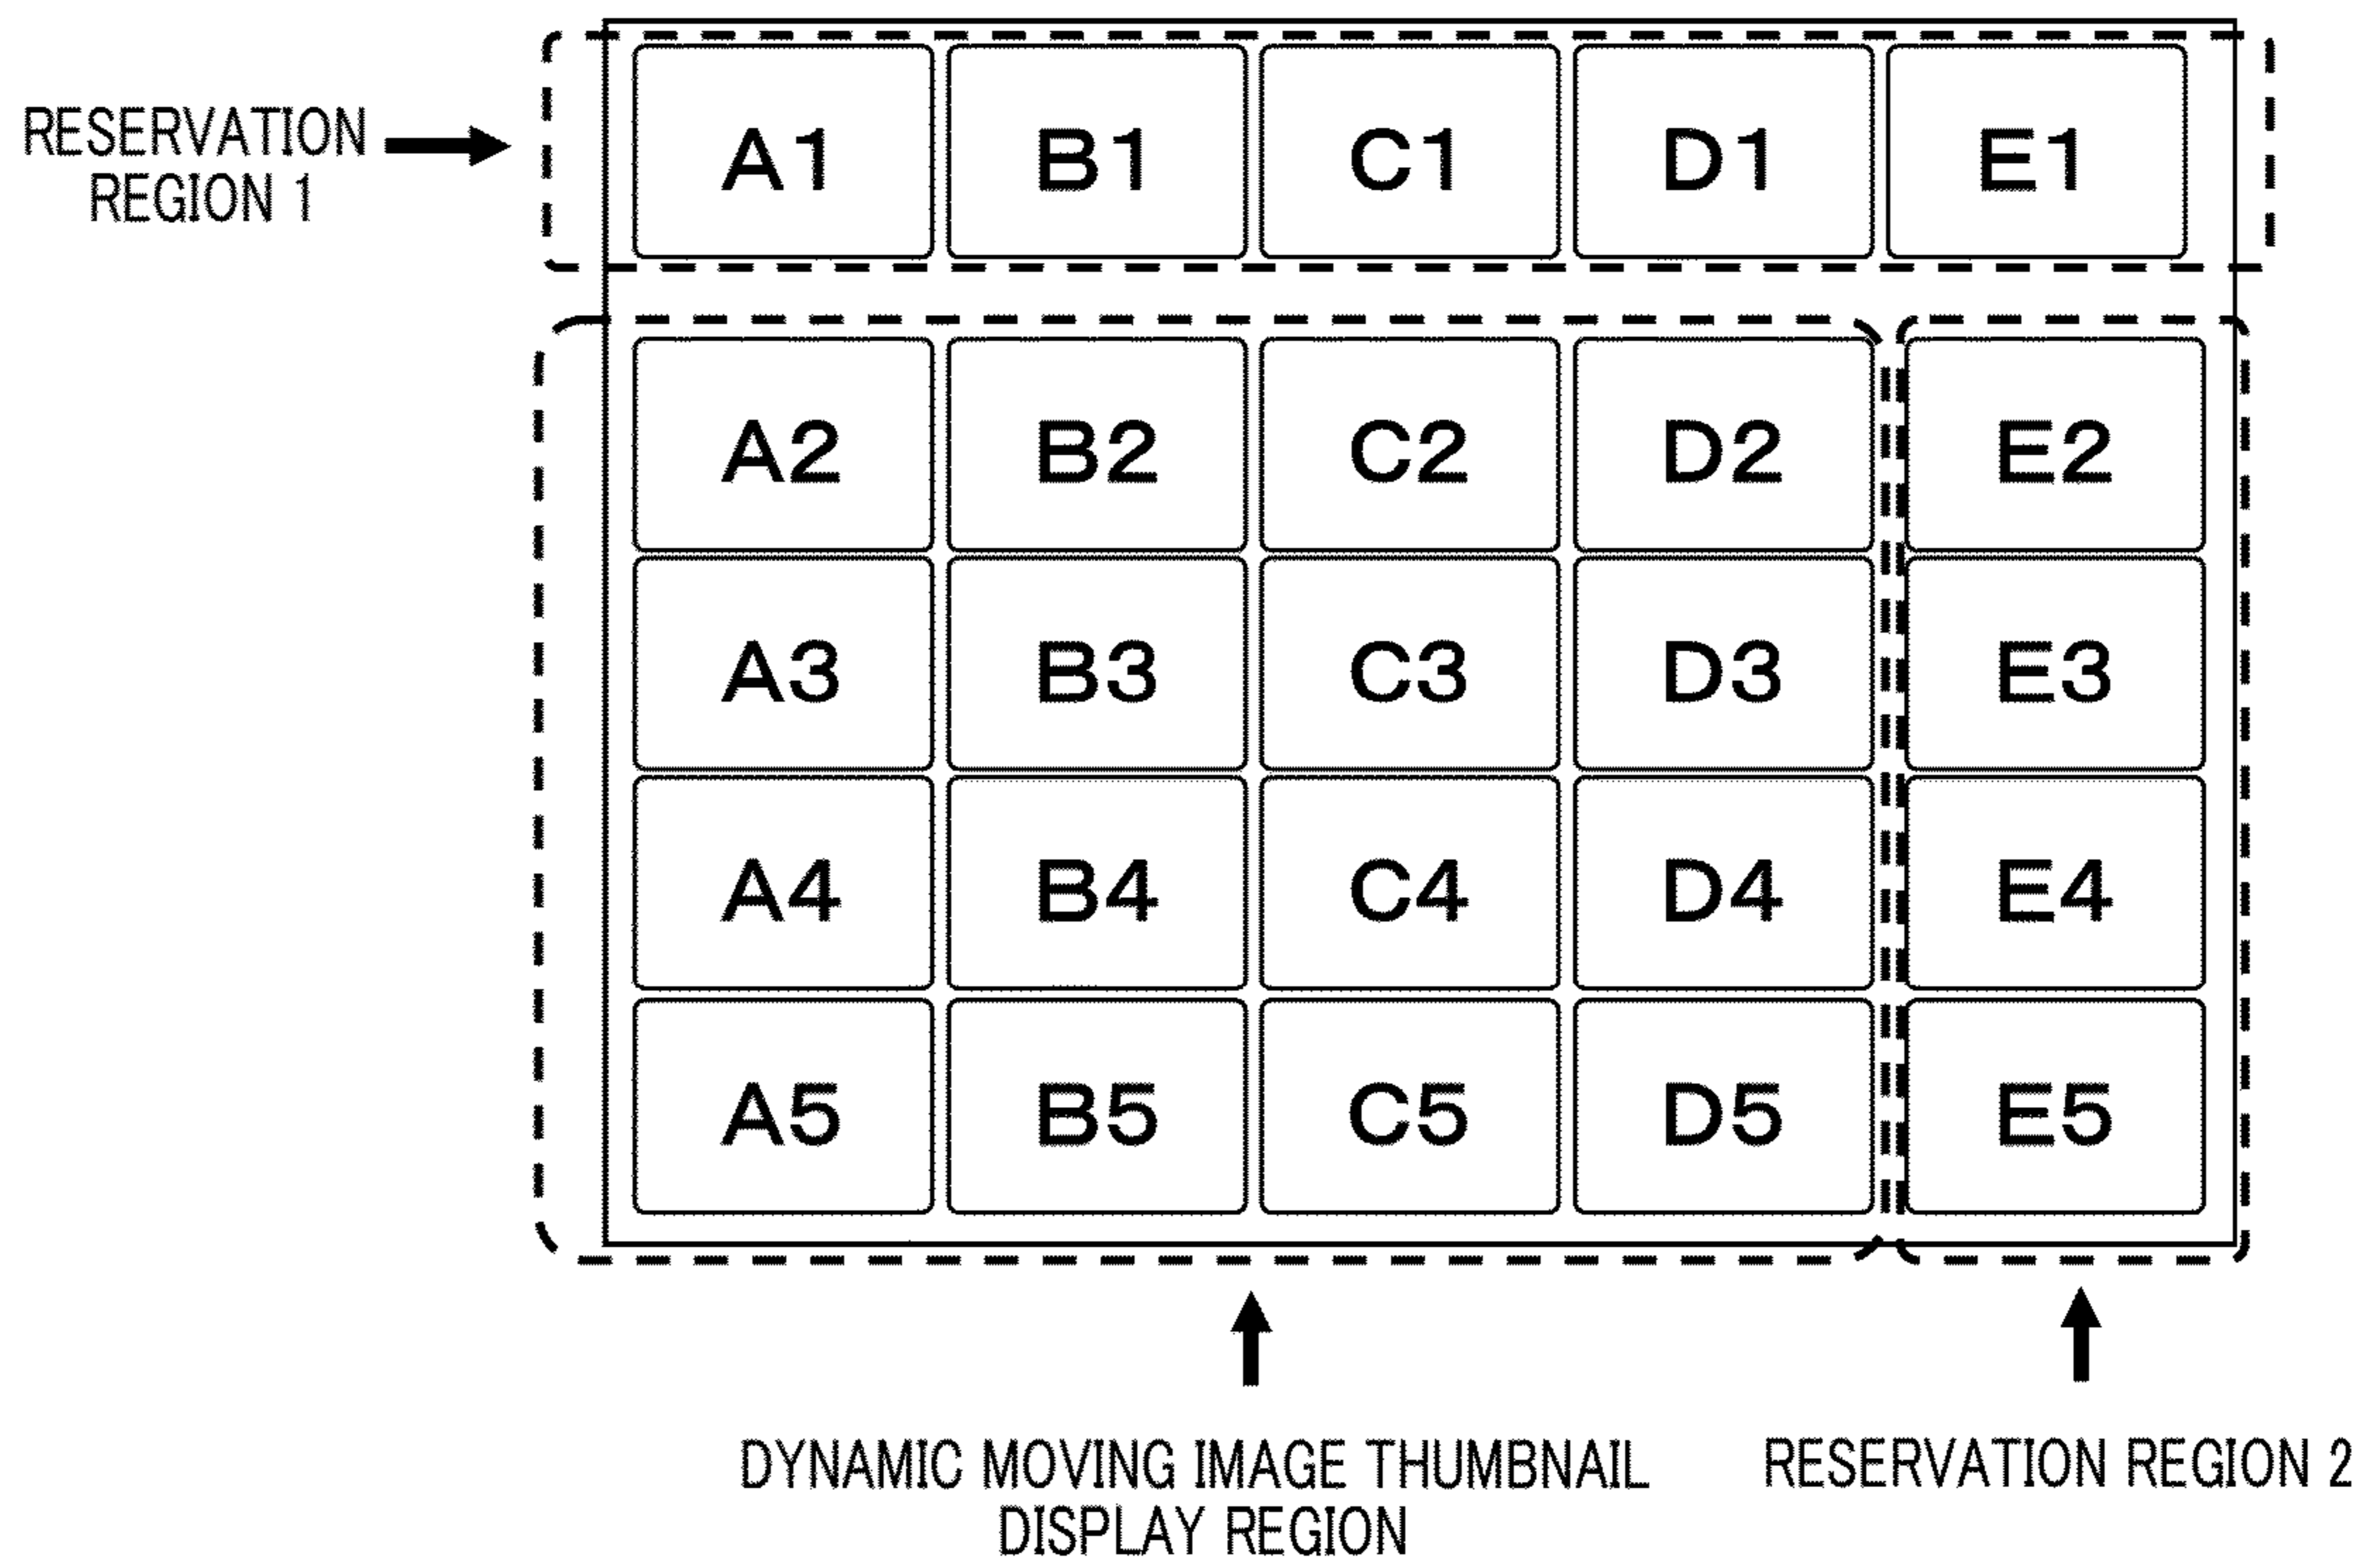 RESERVATION
REGION 1
A1 B1 C1 D1 E1
A2 B2 C2 D2 E2
A3 B3 C3 D3 E3
A4 B4 C4 D4 E4
A5 B5 C5 D5 E5
DYNAMIC MOVING IMAGE THUMBNAIL
DISPLAY REGION
RESERVATION REGION 2